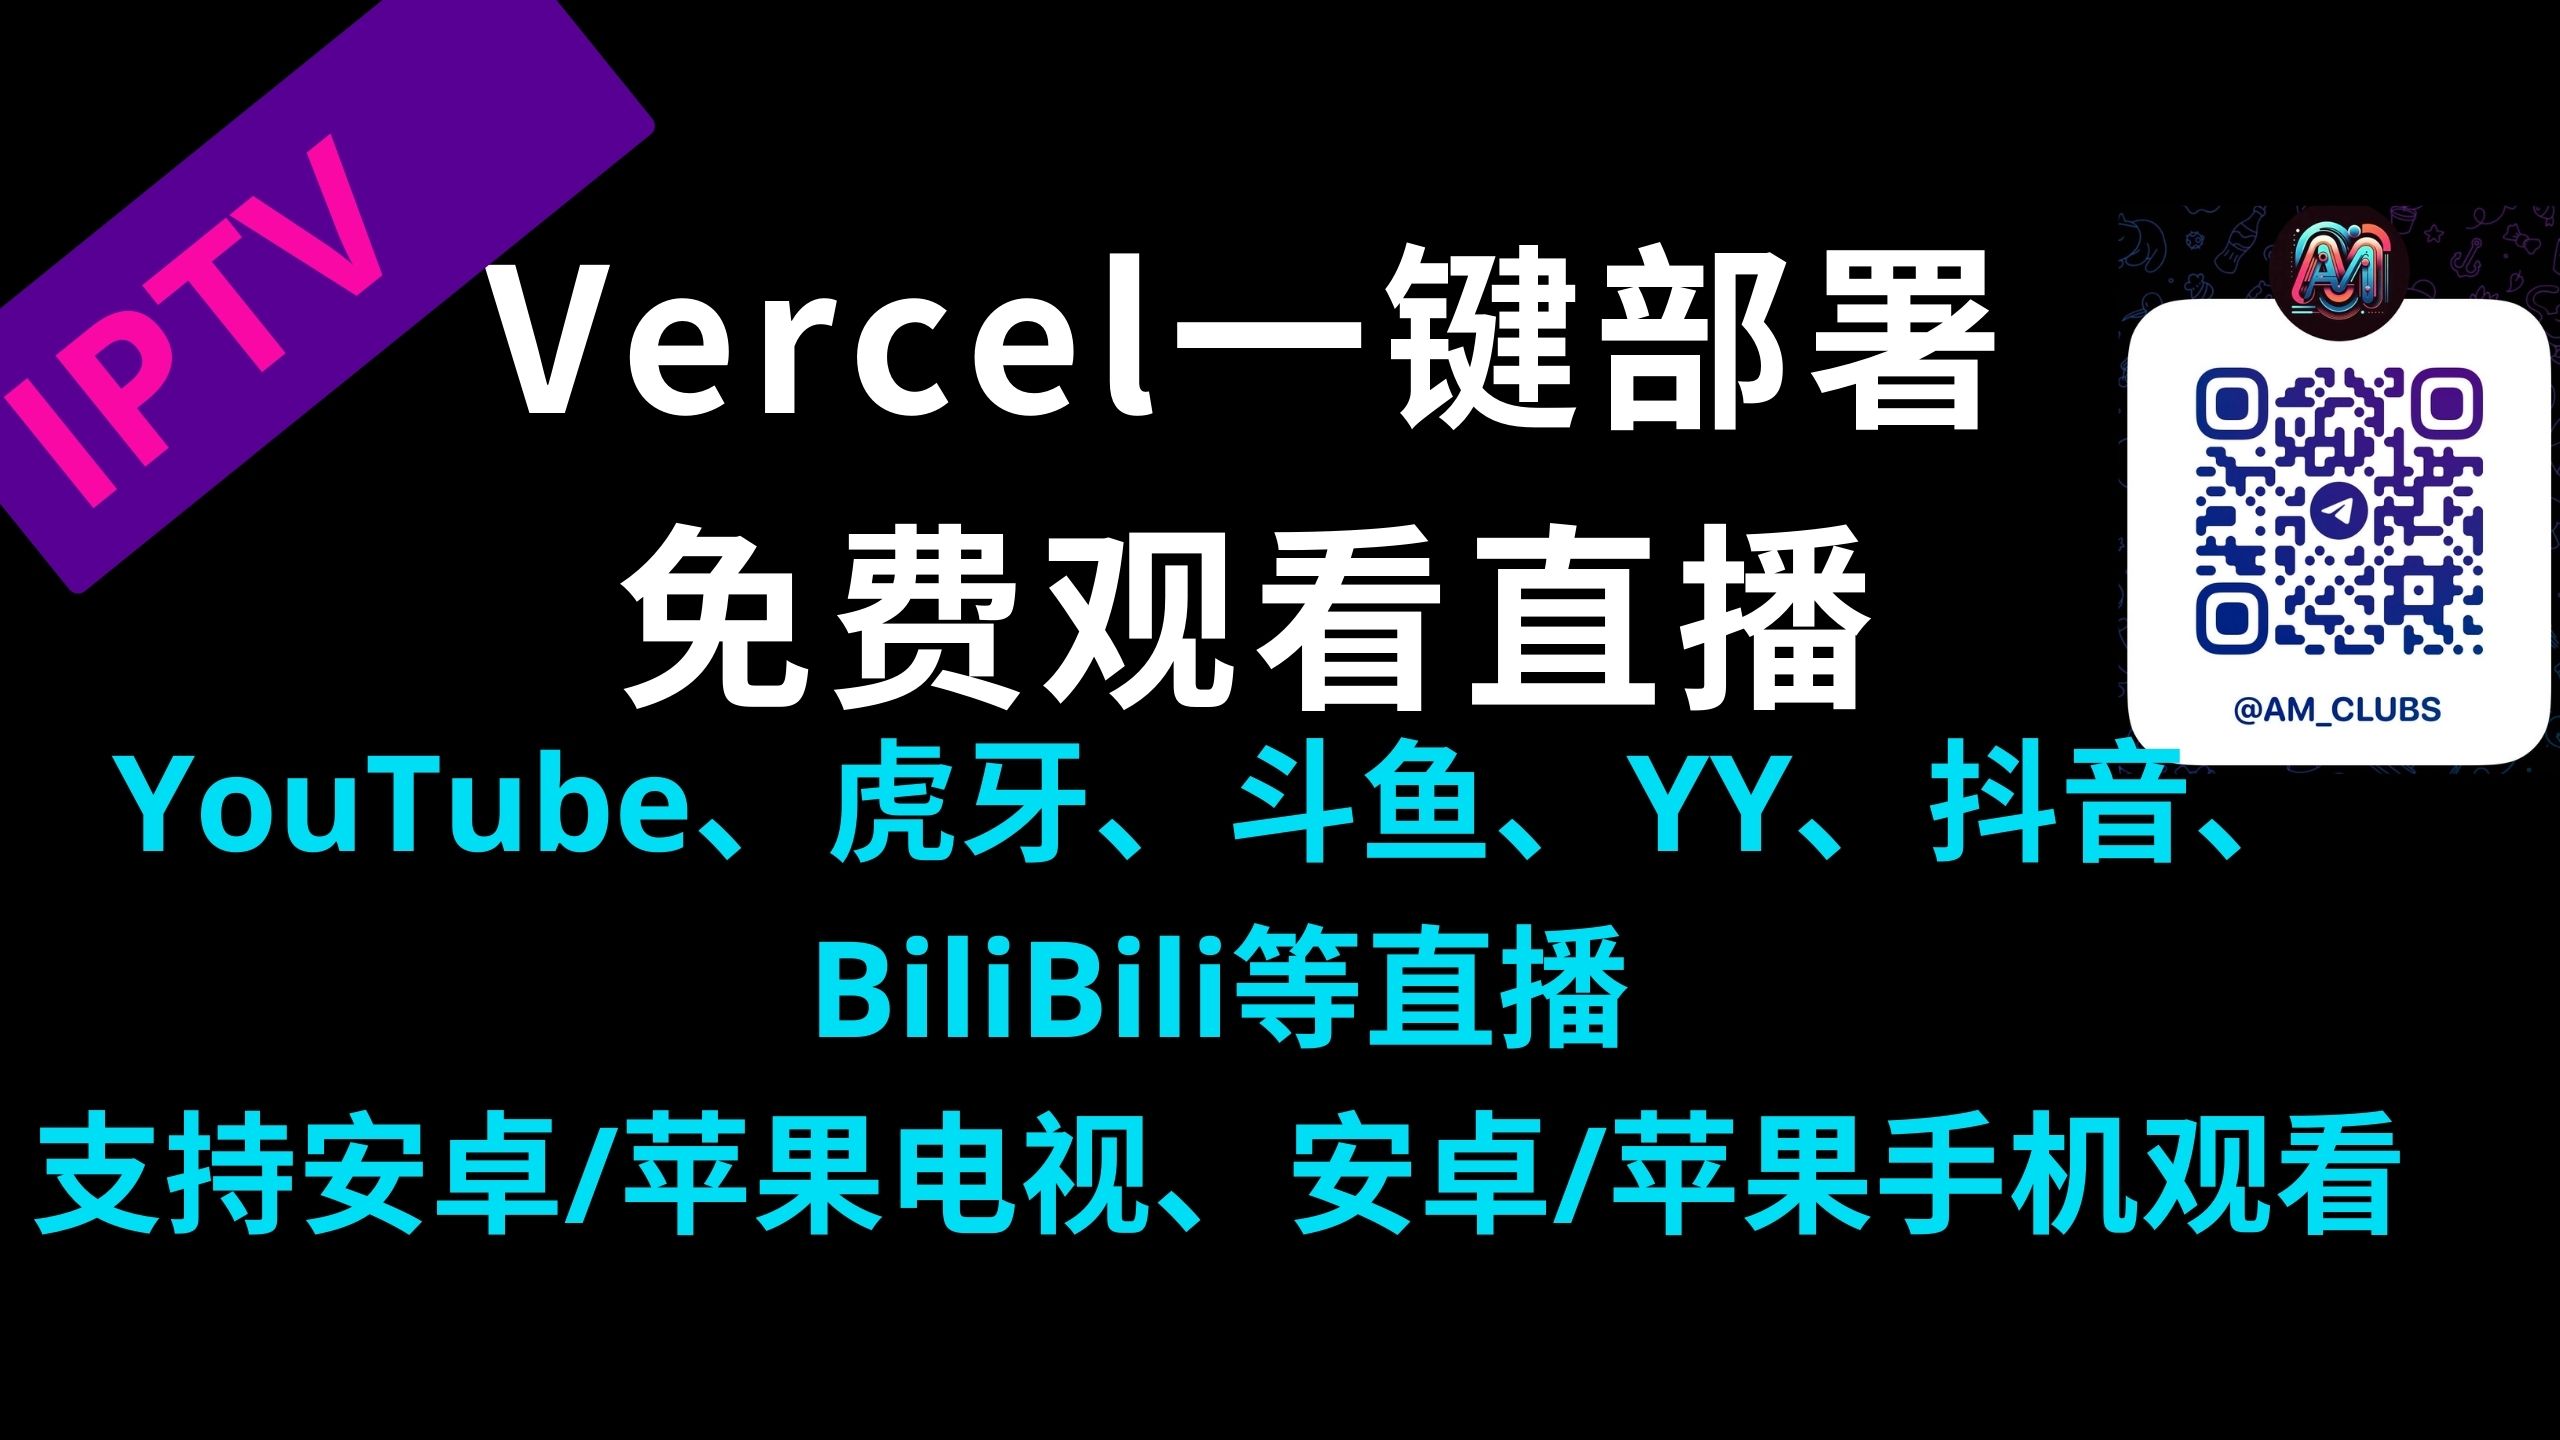 IPTV
Vercel一键部署
免费观看直播
@AM_CLUBS
YouTube、虎牙、斗鱼、YY、抖音、
BiliBili等直播
支持安卓/苹果电视、安卓/苹果手机观看